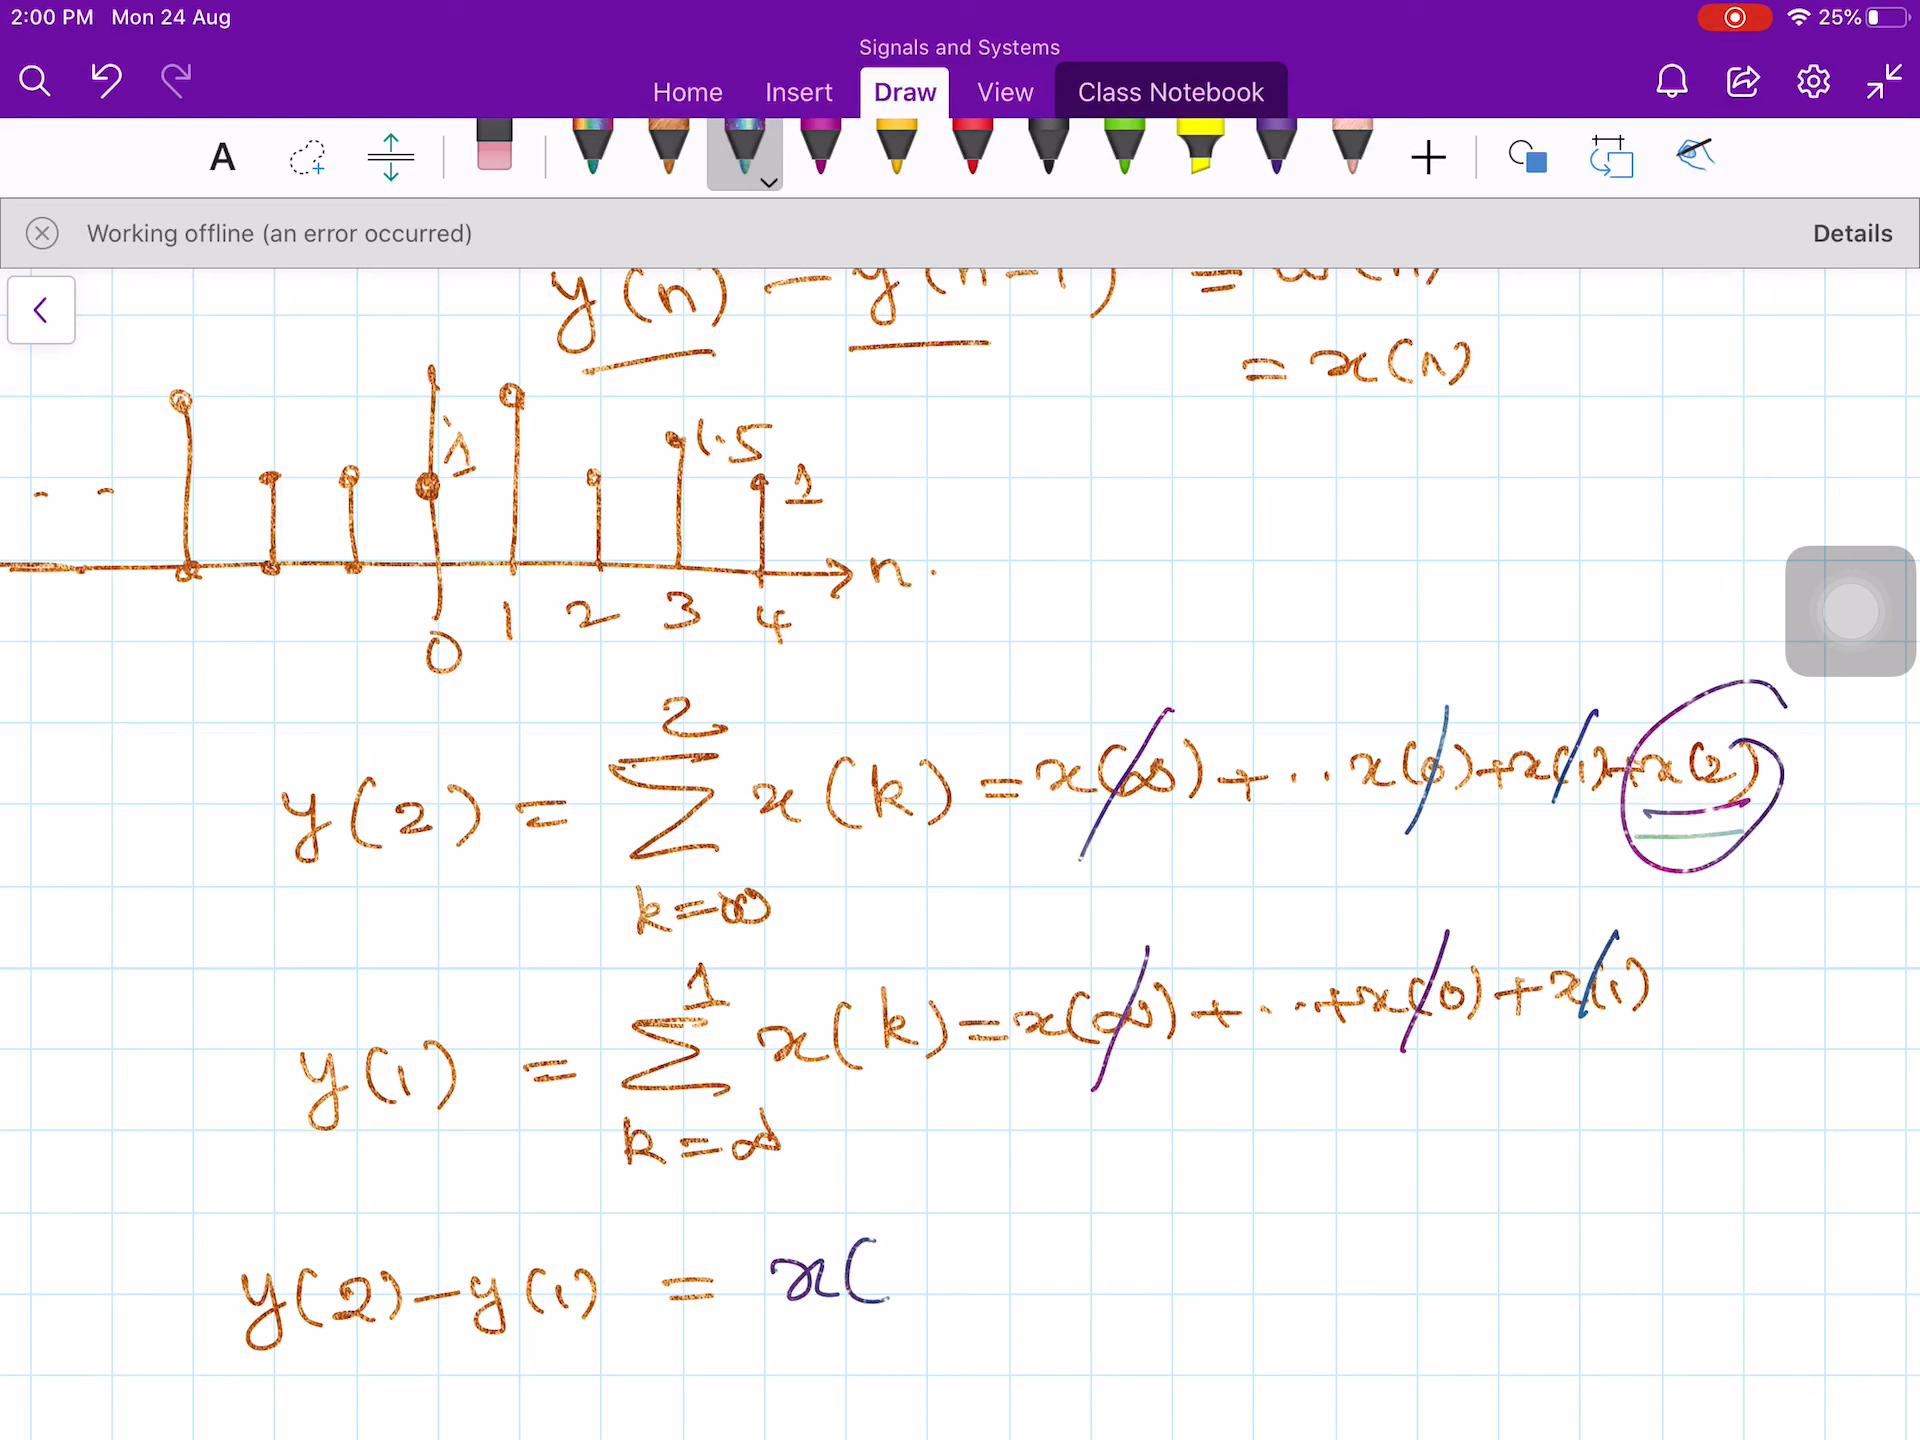 2:00 PM Mon 24 Aug 25%
Signals and Systems
Home Insert Draw View Class Notebook
A
Working offline (an error occurred) Details
y(n) - y(n-1) =
= x(n)
1 1.5 1
- -
n.
0 1 2 3 4
y(2) = 2 Σ k=∞ x(k) = x(∞) + .. x(0)+x(1)+x(2)
y(1) = 1 Σ k=∞ x(k) = x(∞) + ..+x(0)+x(1)
y(2)-y(1) = x(